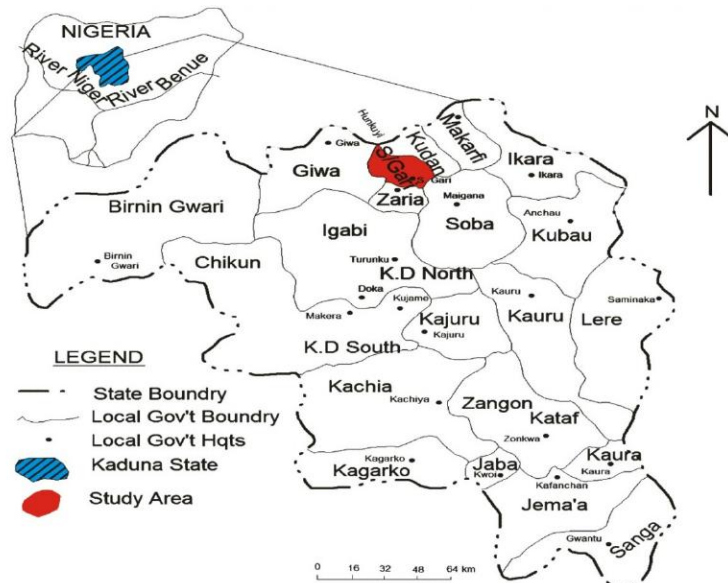 NIGERIA
River Niger
River Benue
N
Hunkuyi
Makarfi
Kudan
S/Gari
S. Gari
Giwa
Giwa
Ikara
Ikara
Zaria
Maigana
Soba
Anchau
Kubau
Birnin Gwari
Birnin
Gwari
Igabi
Chikun
Turunku
K.D North
Doka
Kujame
Makera
Kajuru
Kajuru
Kauru
Kauru
Saminaka
Lere
K.D South
Kachia
Kachiya
Zangon
Kataf
Zonkwa
Kagarko
Kagarko
Jaba
Kwoi
Kaura
Kaura
Kafanchan
Jema'a
Gwantu
Sanga
LEGEND
State Boundry
Local Gov't Boundry
Local Gov't Hqts
Kaduna State
Study Area
0 16 32 48 64 km